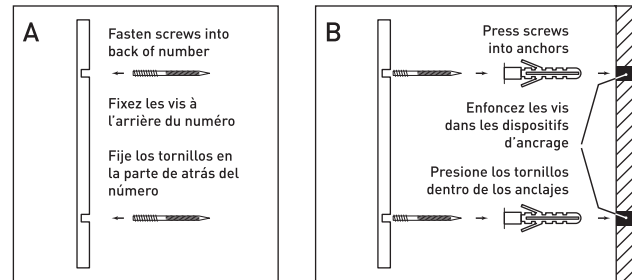 A
Fasten screws into
back of number
Fixez les vis à
l'arrière du numéro
Fije los tornillos en
la parte de atrás del
número
B
Press screws
into anchors
Enfoncez les vis
dans les dispositifs
d'ancrage
Presione los tornillos
dentro de los anclajes